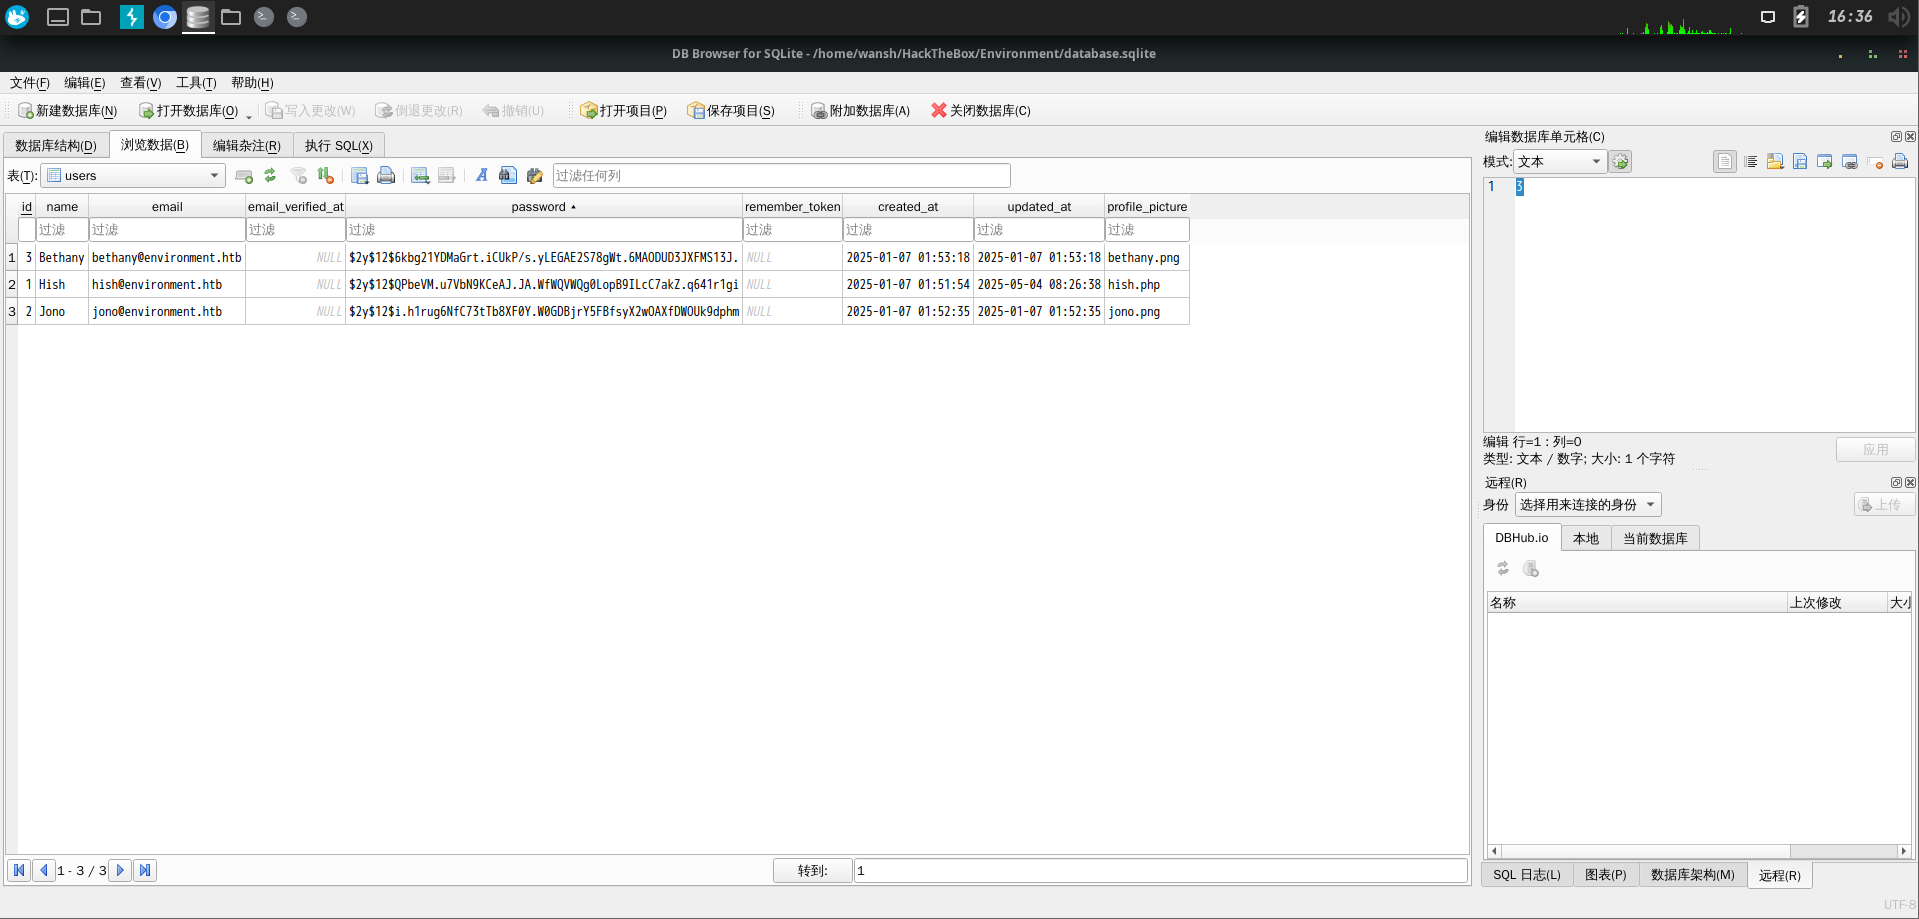 16:36
DB Browser for SQLite - /home/wansh/HackTheBox/Environment/database.sqlite
文件(F) 编辑(E) 查看(V) 工具(T) 帮助(H)
新建数据库(N) 打开数据库(O) 写入更改(W) 倒退更改(R) 撤销(U) 打开项目(P) 保存项目(S) 附加数据库(A) 关闭数据库(C)
数据库结构(D) 浏览数据(B) 编辑杂注(R) 执行 SQL(X)
表(T): users 过滤任何列
id name email email_verified_at password remember_token created_at updated_at profile_picture
过滤 过滤 过滤 过滤 过滤 过滤 过滤 过滤
1 3 Bethany bethany@environment.htb NULL $2y$12$6kbg21YDMaGrt.iCUkP/s.yLEGAE2S78gWt.6MAODUD3JXFMS13J. NULL 2025-01-07 01:53:18 2025-01-07 01:53:18 bethany.png
2 1 Hish hish@environment.htb NULL $2y$12$QPbeVM.u7VbN9KCeAJ.JA.WfWQVWQg0LopB9ILcC7akZ.q641r1gi NULL 2025-01-07 01:51:54 2025-05-04 08:26:38 hish.php
3 2 Jono jono@environment.htb NULL $2y$12$i.h1rug6NfC73tTb8XF0Y.W0GDBjrY5FBfsyX2wOAXfDWOUk9dphm NULL 2025-01-07 01:52:35 2025-01-07 01:52:35 jono.png
1 - 3 / 3 转到: 1
编辑数据库单元格(C)
模式: 文本
1 3
编辑 行=1 : 列=0
类型: 文本 / 数字; 大小: 1 个字符
应用
远程(R)
身份 选择用来连接的身份 上传
DBHub.io 本地 当前数据库
名称 上次修改 大小
SQL 日志(L) 图表(P) 数据库架构(M) 远程(R)
UTF-8